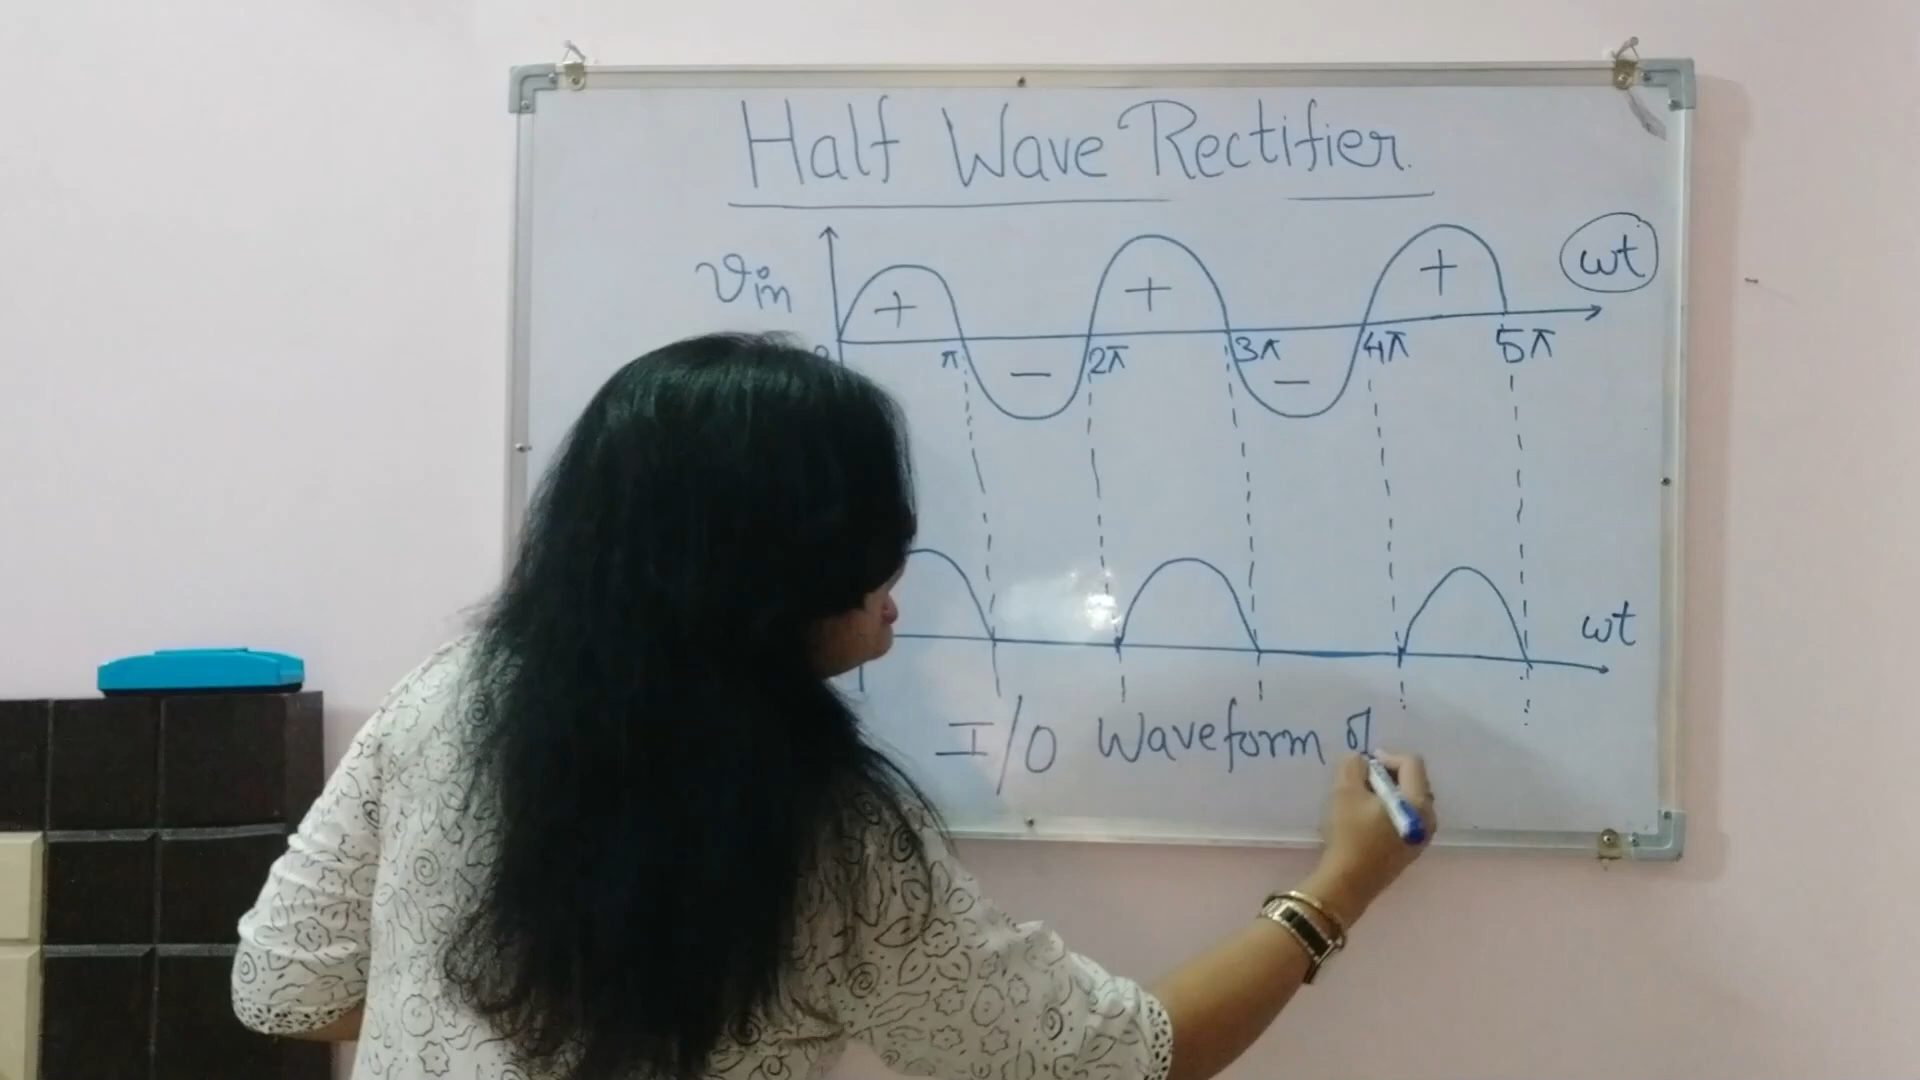 Half Wave Rectifier.
Vin + + + ωt
π 2π 3π 4π 5π
− −
ωt
I/O Waveform of